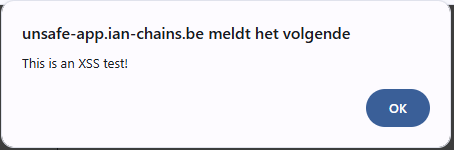 unsafe-app.ian-chains.be meldt het volgende
This is an XSS test!
OK